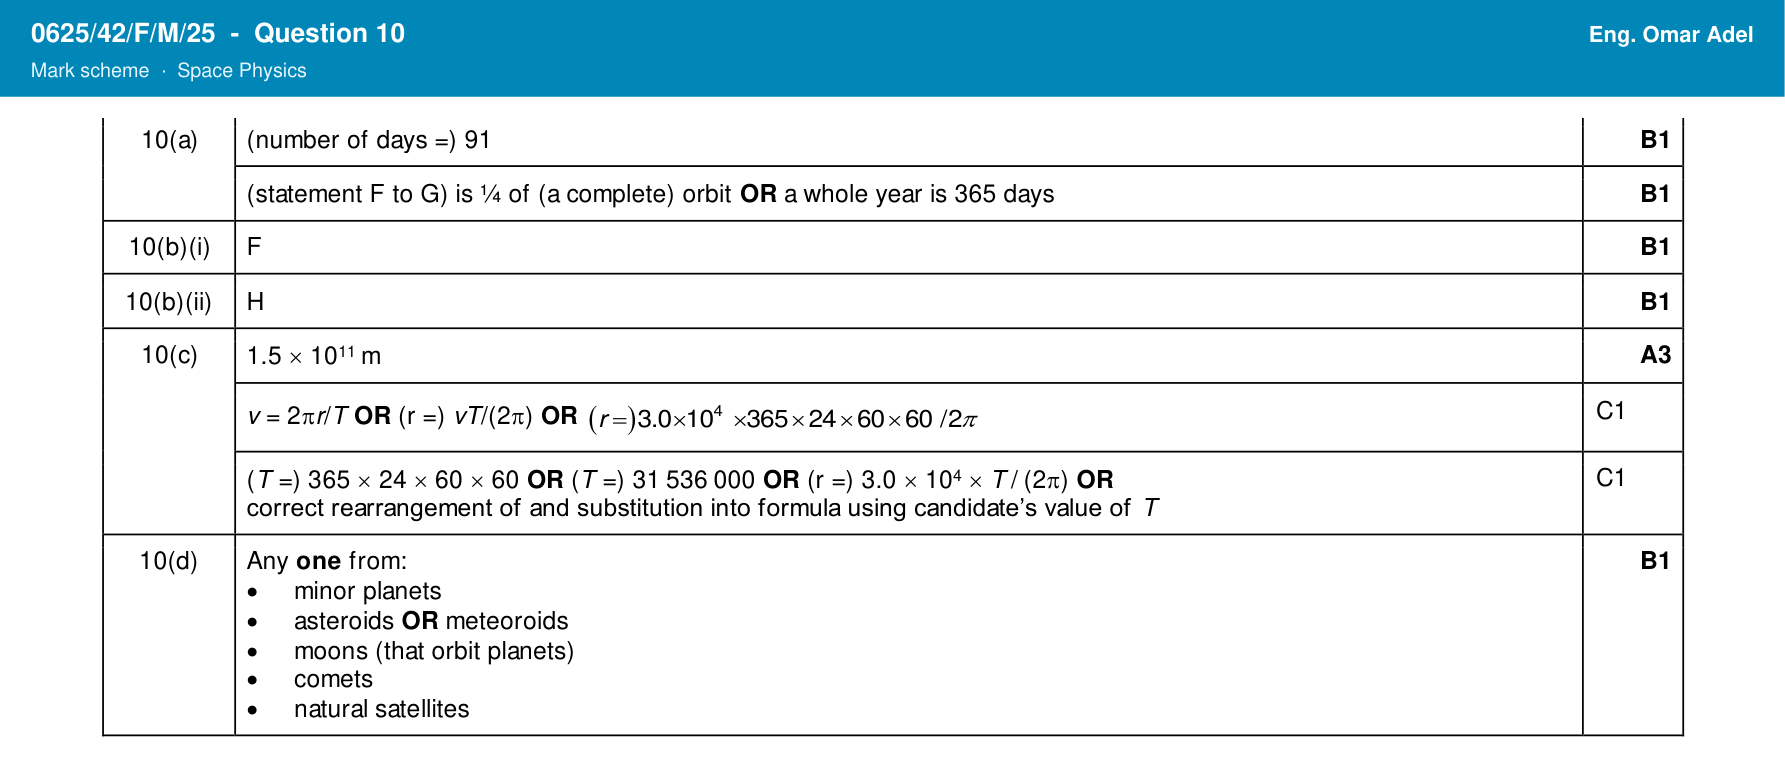 0625/42/F/M/25 - Question 10
Eng. Omar Adel
Mark scheme · Space Physics
10(a) (number of days =) 91 B1
(statement F to G) is ¼ of (a complete) orbit OR a whole year is 365 days B1
10(b)(i) F B1
10(b)(ii) H B1
10(c) 1.5 × 10¹¹ m A3
v = 2πr/T OR (r =) vT/(2π) OR (r =)3.0×10⁴ ×365×24×60×60 /2π C1
(T =) 365 × 24 × 60 × 60 OR (T =) 31 536 000 OR (r =) 3.0 × 10⁴ × T / (2π) OR C1
correct rearrangement of and substitution into formula using candidate's value of T
10(d) Any one from: B1
• minor planets
• asteroids OR meteoroids
• moons (that orbit planets)
• comets
• natural satellites